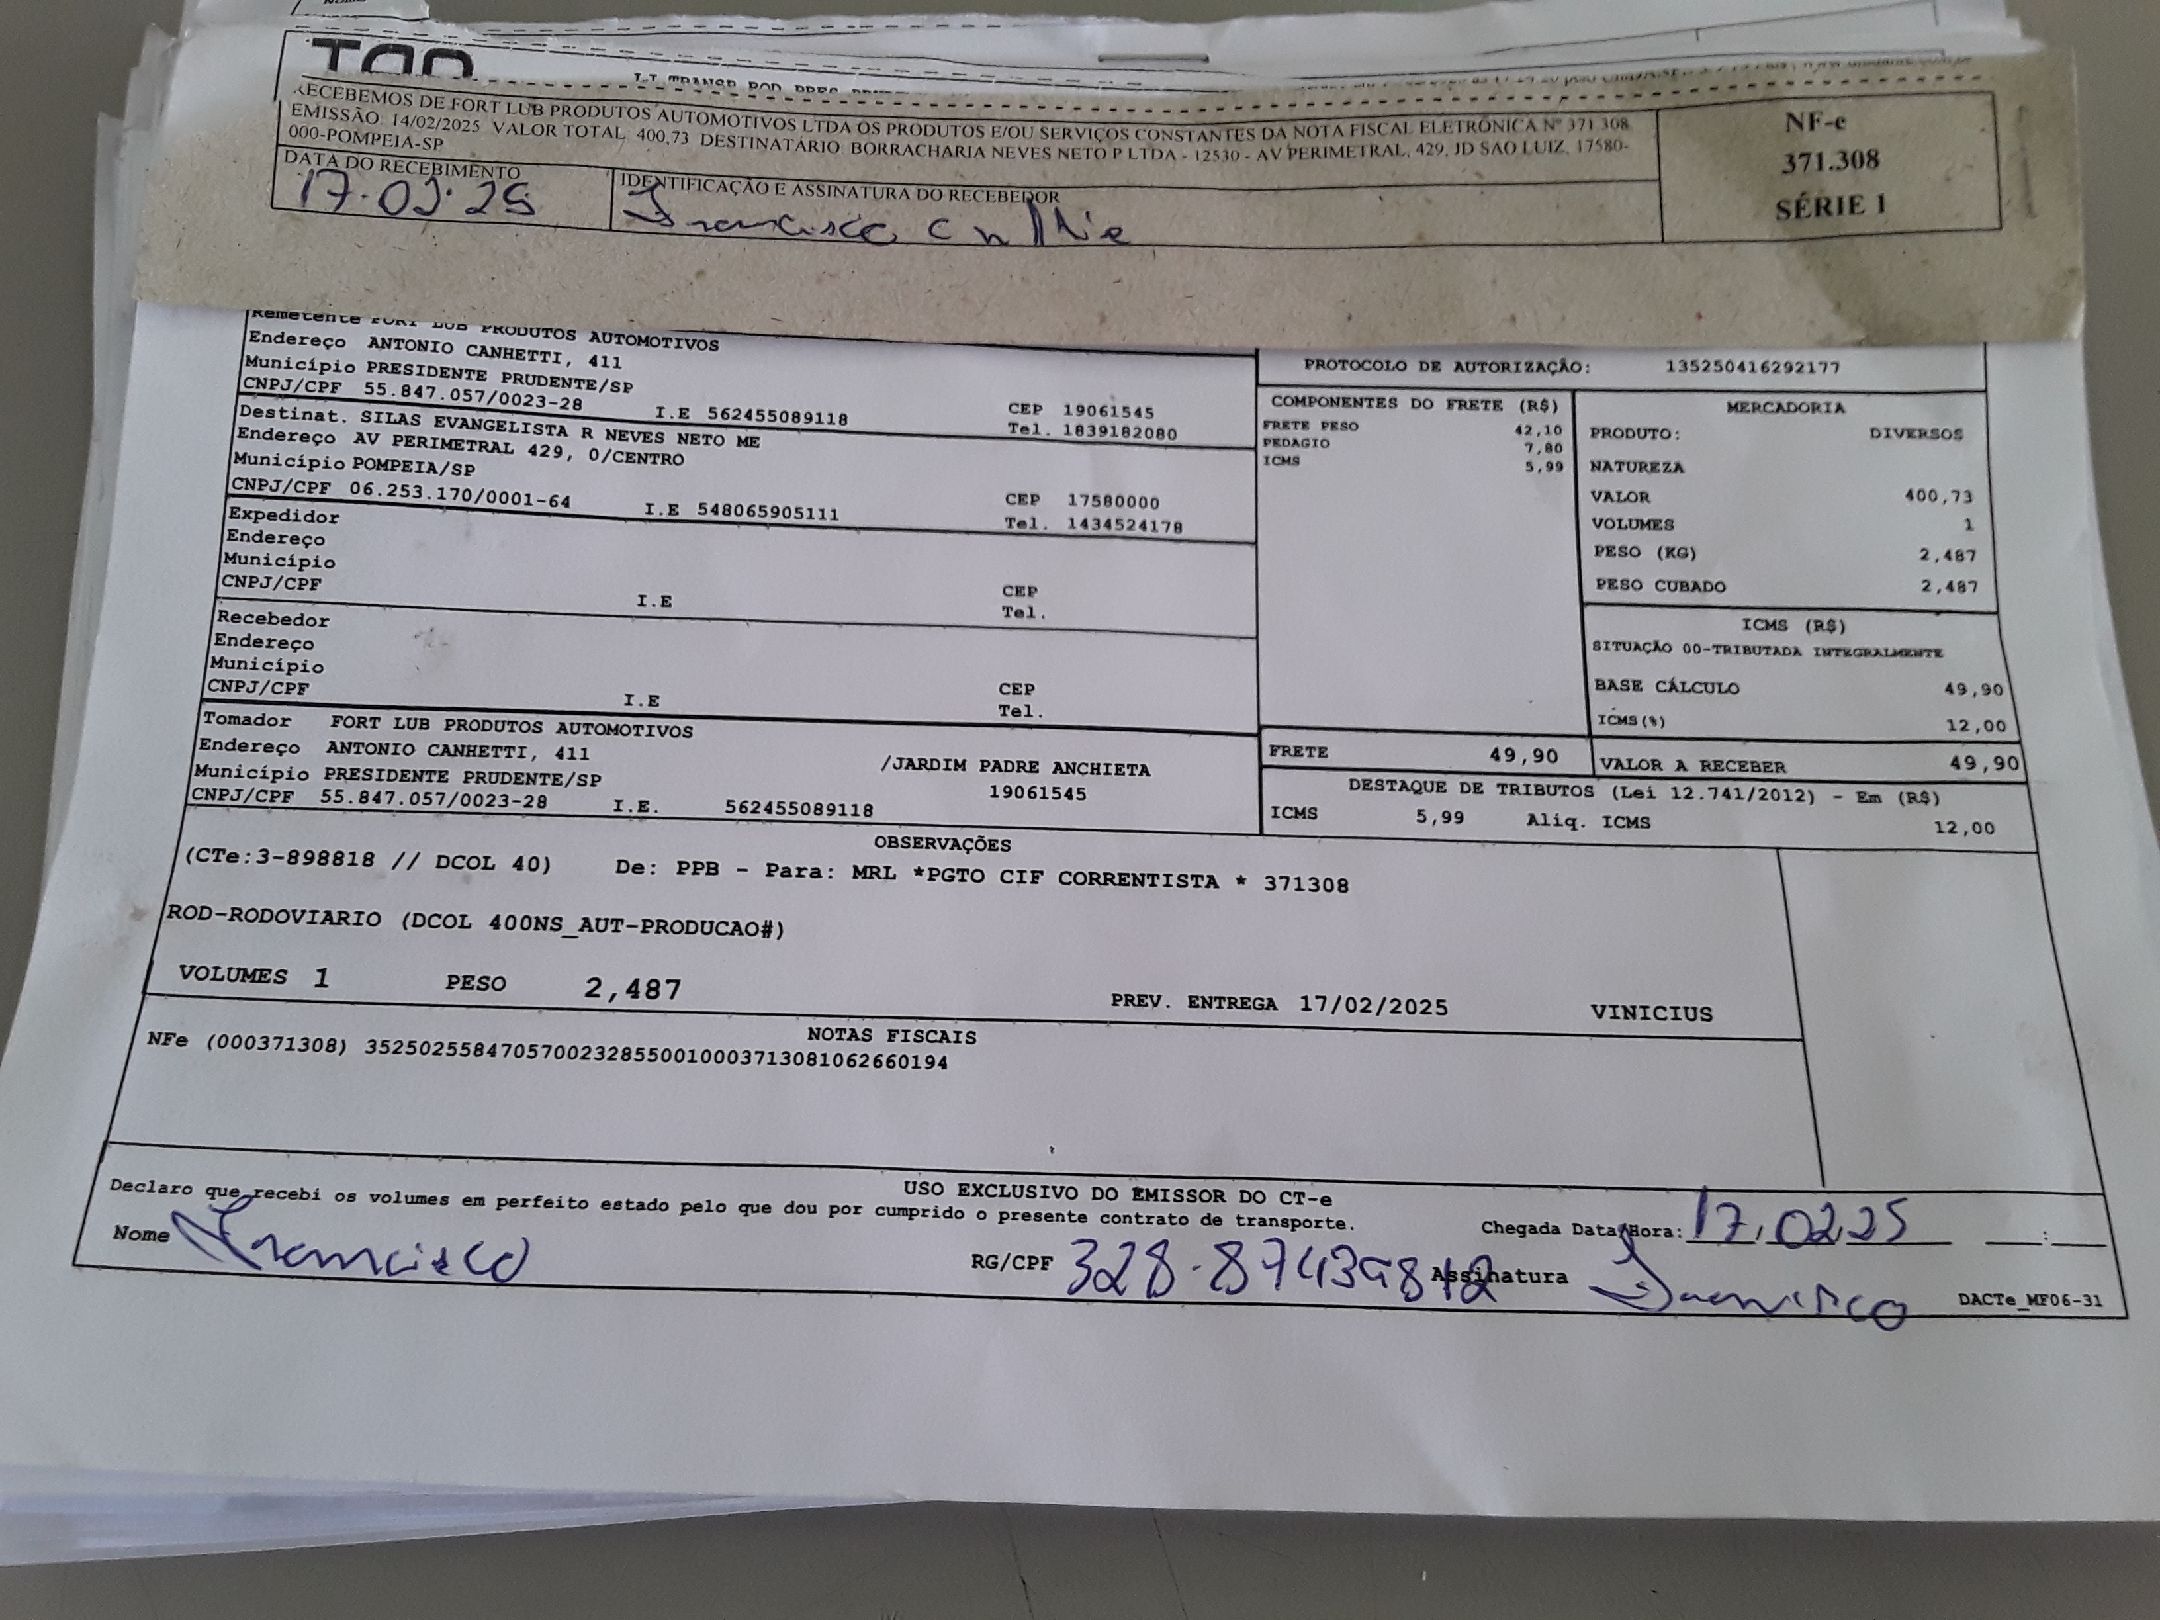 RECEBEMOS DE FORT LUB PRODUTOS AUTOMOTIVOS LTDA OS PRODUTOS E/OU SERVIÇOS CONSTANTES DA NOTA FISCAL ELETRÔNICA Nº 371 308
EMISSÃO 14/02/2025 VALOR TOTAL 400,73 DESTINATÁRIO BORRACHARIA NEVES NETO P LTDA - 12530 - AV PERIMETRAL, 429, JD SAO LUIZ, 17580-
000-POMPEIA-SP
NF-e
371.308
SÉRIE 1
DATA DO RECEBIMENTO
17.02.25
IDENTIFICAÇÃO E ASSINATURA DO RECEBEDOR
Francisco
Remetente FORT LUB PRODUTOS AUTOMOTIVOS
Endereço ANTONIO CANHETTI, 411
Município PRESIDENTE PRUDENTE/SP
CNPJ/CPF 55.847.057/0023-28 I.E 562455089118
CEP 19061545
Tel. 1839182080
Destinat. SILAS EVANGELISTA R NEVES NETO ME
Endereço AV PERIMETRAL 429, 0/CENTRO
Município POMPEIA/SP
CNPJ/CPF 06.253.170/0001-64 I.E 548065905111
CEP 17580000
Tel. 1434524178
Expedidor
Endereço
Município
CNPJ/CPF I.E
CEP
Tel.
Recebedor
Endereço
Município
CNPJ/CPF I.E
CEP
Tel.
Tomador FORT LUB PRODUTOS AUTOMOTIVOS
Endereço ANTONIO CANHETTI, 411 /JARDIM PADRE ANCHIETA
Município PRESIDENTE PRUDENTE/SP 19061545
CNPJ/CPF 55.847.057/0023-28 I.E. 562455089118
PROTOCOLO DE AUTORIZAÇÃO: 135250416292177
COMPONENTES DO FRETE (R$)
FRETE PESO 42,10
PEDAGIO 7,80
ICMS 5,99
MERCADORIA
PRODUTO: DIVERSOS
NATUREZA
VALOR 400,73
VOLUMES 1
PESO (KG) 2,487
PESO CUBADO 2,487
ICMS (R$)
SITUAÇÃO 00-TRIBUTADA INTEGRALMENTE
BASE CÁLCULO 49,90
ICMS(%) 12,00
FRETE 49,90
VALOR A RECEBER 49,90
DESTAQUE DE TRIBUTOS (Lei 12.741/2012) - Em (R$)
ICMS 5,99 Aliq. ICMS 12,00
OBSERVAÇÕES
(CTe:3-898818 // DCOL 40) De: PPB - Para: MRL *PGTO CIF CORRENTISTA * 371308
ROD-RODOVIARIO (DCOL 400NS_AUT-PRODUCAO#)
VOLUMES 1 PESO 2,487 PREV. ENTREGA 17/02/2025 VINICIUS
NOTAS FISCAIS
NFe (000371308) 35250255847057002328550010003713081062660194
USO EXCLUSIVO DO EMISSOR DO CT-e
Declaro que recebi os volumes em perfeito estado pelo que dou por cumprido o presente contrato de transporte.
Chegada Data/Hora: 17,02 25 :
Nome Francisco RG/CPF Assinatura Francisco
DACTe_MF06-31